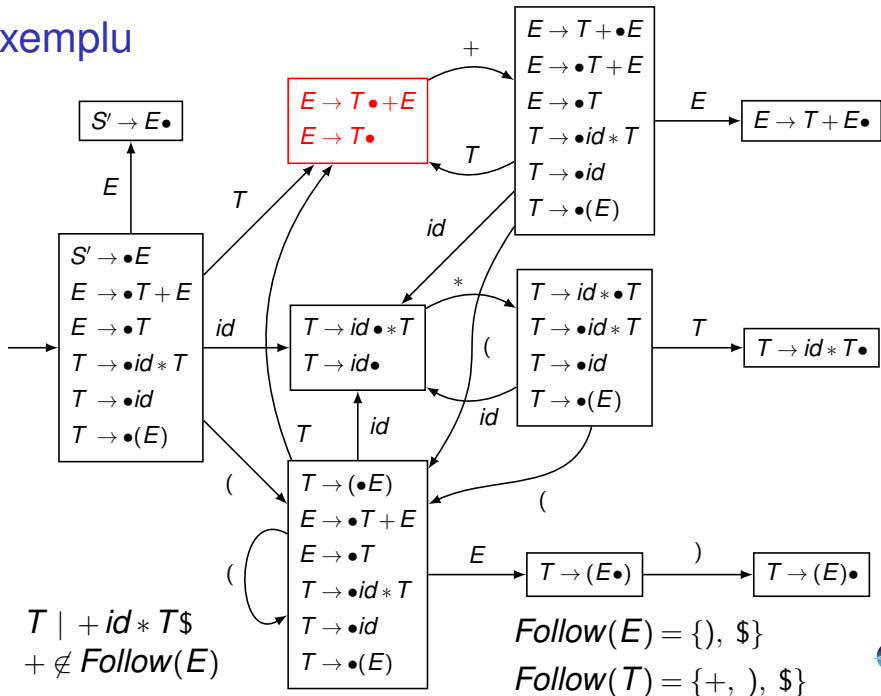 xemplu
S′ → E•
E
S′ → •E
E → •T + E
E → •T
T → •id * T
T → •id
T → •(E)
T
id
(
E → T• + E
E → T•
+
T
E → T + •E
E → •T + E
E → •T
T → •id * T
T → •id
T → •(E)
E
E → T + E•
id
(
T → id• * T
T → id•
*
id
T → id * •T
T → •id * T
T → •id
T → •(E)
T
T → id * T•
(
T
id
(
T → (•E)
E → •T + E
E → •T
T → •id * T
T → •id
T → •(E)
E
T → (E•)
)
T → (E)•
T | + id * T$
+ ∉ Follow(E)
Follow(E) = {), $}
Follow(T) = {+, ), $}